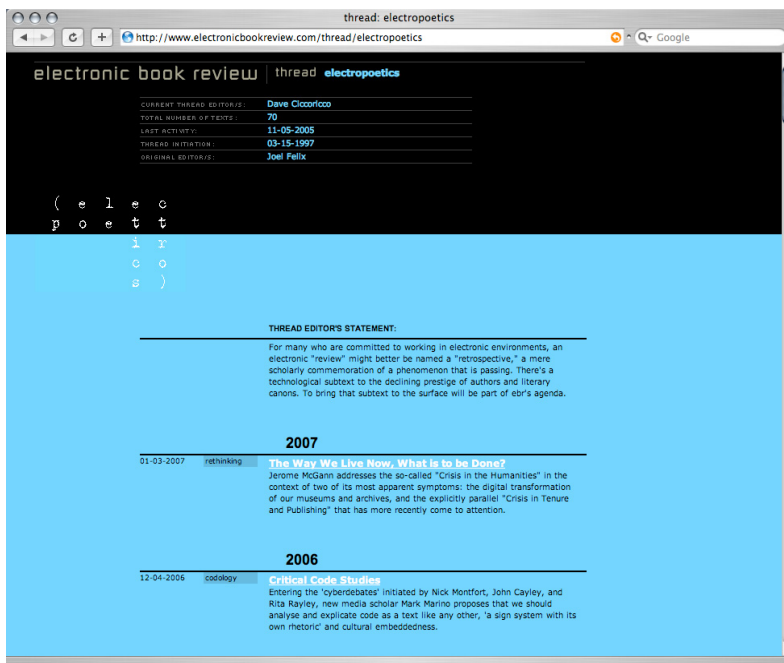 thread: electropoetics
http://www.electronicbookreview.com/thread/electropoetics
Google
electronic book review thread electropoetics
CURRENT THREAD EDITOR/S: Dave Ciccoricco
TOTAL NUMBER OF TEXTS: 70
LAST ACTIVITY: 11-05-2005
THREAD INITIATION: 03-15-1997
ORIGINAL EDITOR/S: Joel Felix
( e l e c
p o e t t
i r
c o
s )
THREAD EDITOR'S STATEMENT:
For many who are committed to working in electronic environments, an
electronic "review" might better be named a "retrospective," a mere
scholarly commemoration of a phenomenon that is passing. There's a
technological subtext to the declining prestige of authors and literary
canons. To bring that subtext to the surface will be part of ebr's agenda.
2007
01-03-2007 rethinking The Way We Live Now, What is to be Done?
Jerome McGann addresses the so-called "Crisis in the Humanities" in the
context of two of its most apparent symptoms: the digital transformation
of our museums and archives, and the explicitly parallel "Crisis in Tenure
and Publishing" that has more recently come to attention.
2006
12-04-2006 codology Critical Code Studies
Entering the 'cyberdebates' initiated by Nick Montfort, John Cayley, and
Rita Rayley, new media scholar Mark Marino proposes that we should
analyse and explicate code as a text like any other, 'a sign system with its
own rhetoric' and cultural embeddedness.